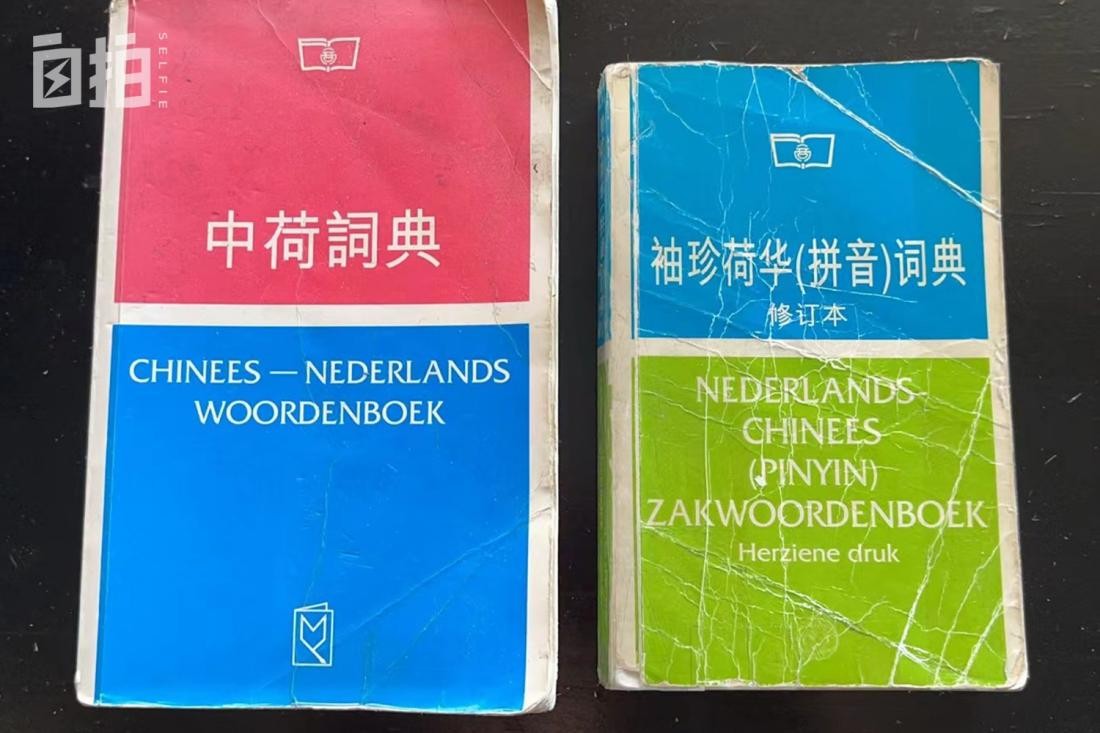 自拍
SELFIE
中荷詞典
CHINEES — NEDERLANDS
WOORDENBOEK
袖珍荷华(拼音)词典
修订本
NEDERLANDS-
CHINEES
(PINYIN)
ZAKWOORDENBOEK
Herziene druk